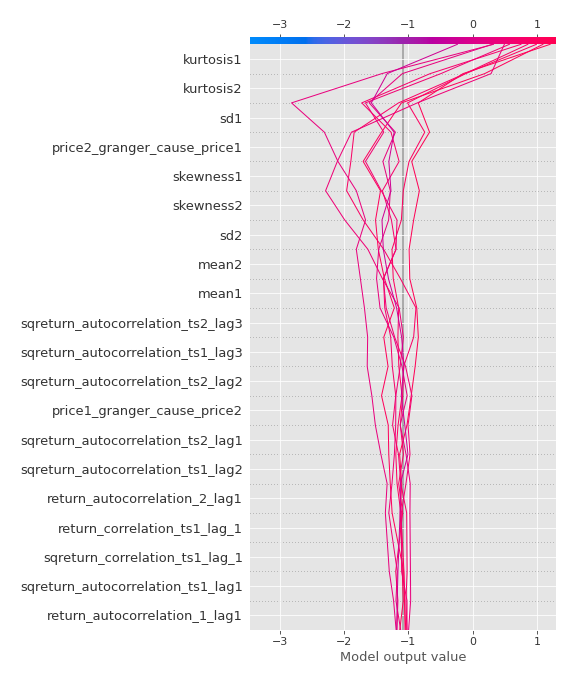 −3 −2 −1 0 1
kurtosis1
kurtosis2
sd1
price2_granger_cause_price1
skewness1
skewness2
sd2
mean2
mean1
sqreturn_autocorrelation_ts2_lag3
sqreturn_autocorrelation_ts1_lag3
sqreturn_autocorrelation_ts2_lag2
price1_granger_cause_price2
sqreturn_autocorrelation_ts2_lag1
sqreturn_autocorrelation_ts1_lag2
return_autocorrelation_2_lag1
return_correlation_ts1_lag_1
sqreturn_correlation_ts1_lag_1
sqreturn_autocorrelation_ts1_lag1
return_autocorrelation_1_lag1
−3 −2 −1 0 1
Model output value